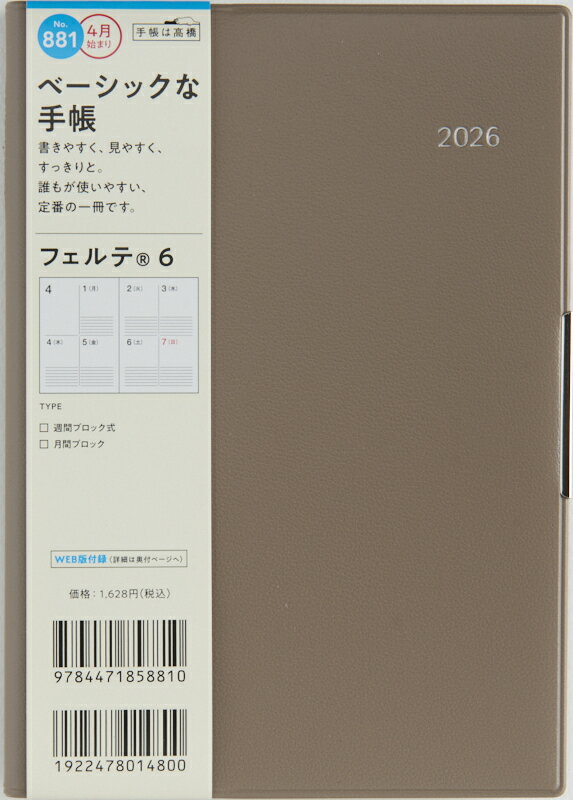 No.
881
4月
始まり
手帳は高橋
ベーシックな
手帳
書きやすく、見やすく、
すっきりと。
誰もが使いやすい、
定番の一冊です。
フェルテ® 6
4 1(月) 2(火) 3(水)
4(木) 5(金) 6(土) 7(日)
TYPE
□ 週間ブロック式
□ 月間ブロック
WEB版付録(詳細は奥付ページへ)
価格:1,628円(税込)
9784471858810
1922478014800
2026